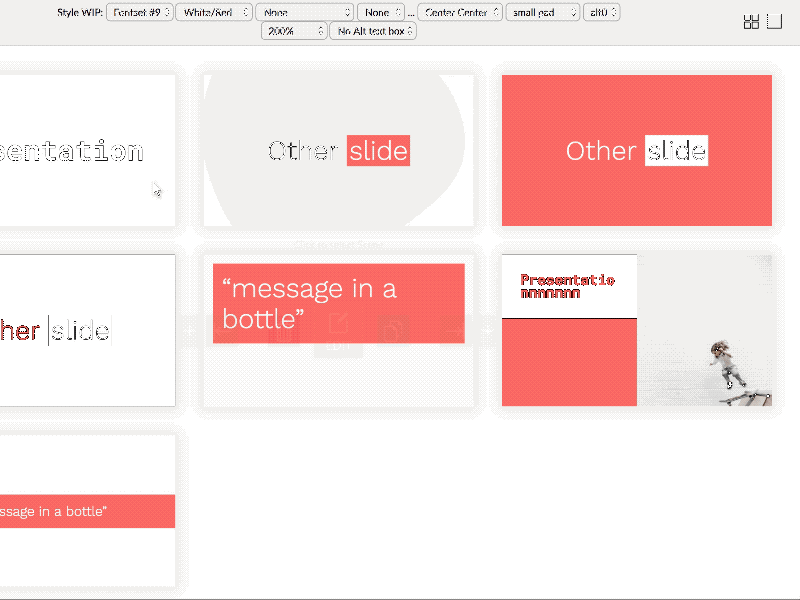 Style WIP: Fontset #9 White/Red None None ... Center Center small pad alt0
200% No Alt text box
sentation
Other slide
Other slide
her slide
“message in a
bottle”
Presentatio
ssage in a bottle”